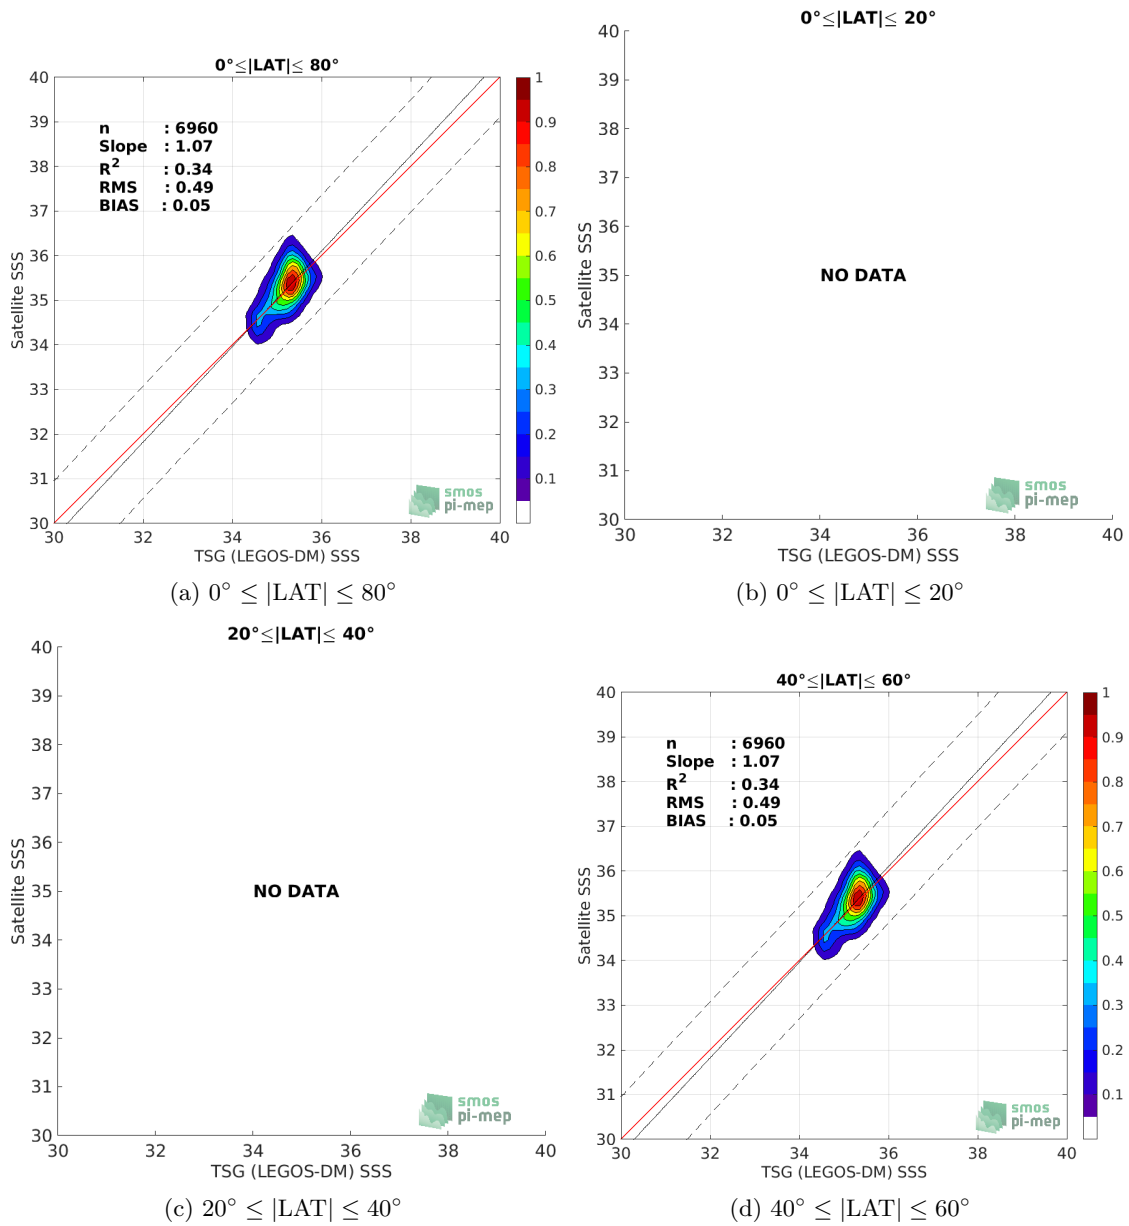 0°≤|LAT|≤ 80°
40
39
38
37
36
35
34
33
32
31
30
Satellite SSS
n : 6960
Slope : 1.07
R2 : 0.34
RMS : 0.49
BIAS : 0.05
smos
pi-mep
30 32 34 36 38 40
TSG (LEGOS-DM) SSS
1
0.9
0.8
0.7
0.6
0.5
0.4
0.3
0.2
0.1
(a) 0° ≤ |LAT| ≤ 80°
0°≤|LAT|≤ 20°
40
39
38
37
36
35
34
33
32
31
30
Satellite SSS
NO DATA
smos
pi-mep
30 32 34 36 38 40
TSG (LEGOS-DM) SSS
(b) 0° ≤ |LAT| ≤ 20°
20°≤|LAT|≤ 40°
40
39
38
37
36
35
34
33
32
31
30
Satellite SSS
NO DATA
smos
pi-mep
30 32 34 36 38 40
TSG (LEGOS-DM) SSS
(c) 20° ≤ |LAT| ≤ 40°
40°≤|LAT|≤ 60°
40
39
38
37
36
35
34
33
32
31
30
Satellite SSS
n : 6960
Slope : 1.07
R2 : 0.34
RMS : 0.49
BIAS : 0.05
smos
pi-mep
30 32 34 36 38 40
TSG (LEGOS-DM) SSS
1
0.9
0.8
0.7
0.6
0.5
0.4
0.3
0.2
0.1
(d) 40° ≤ |LAT| ≤ 60°